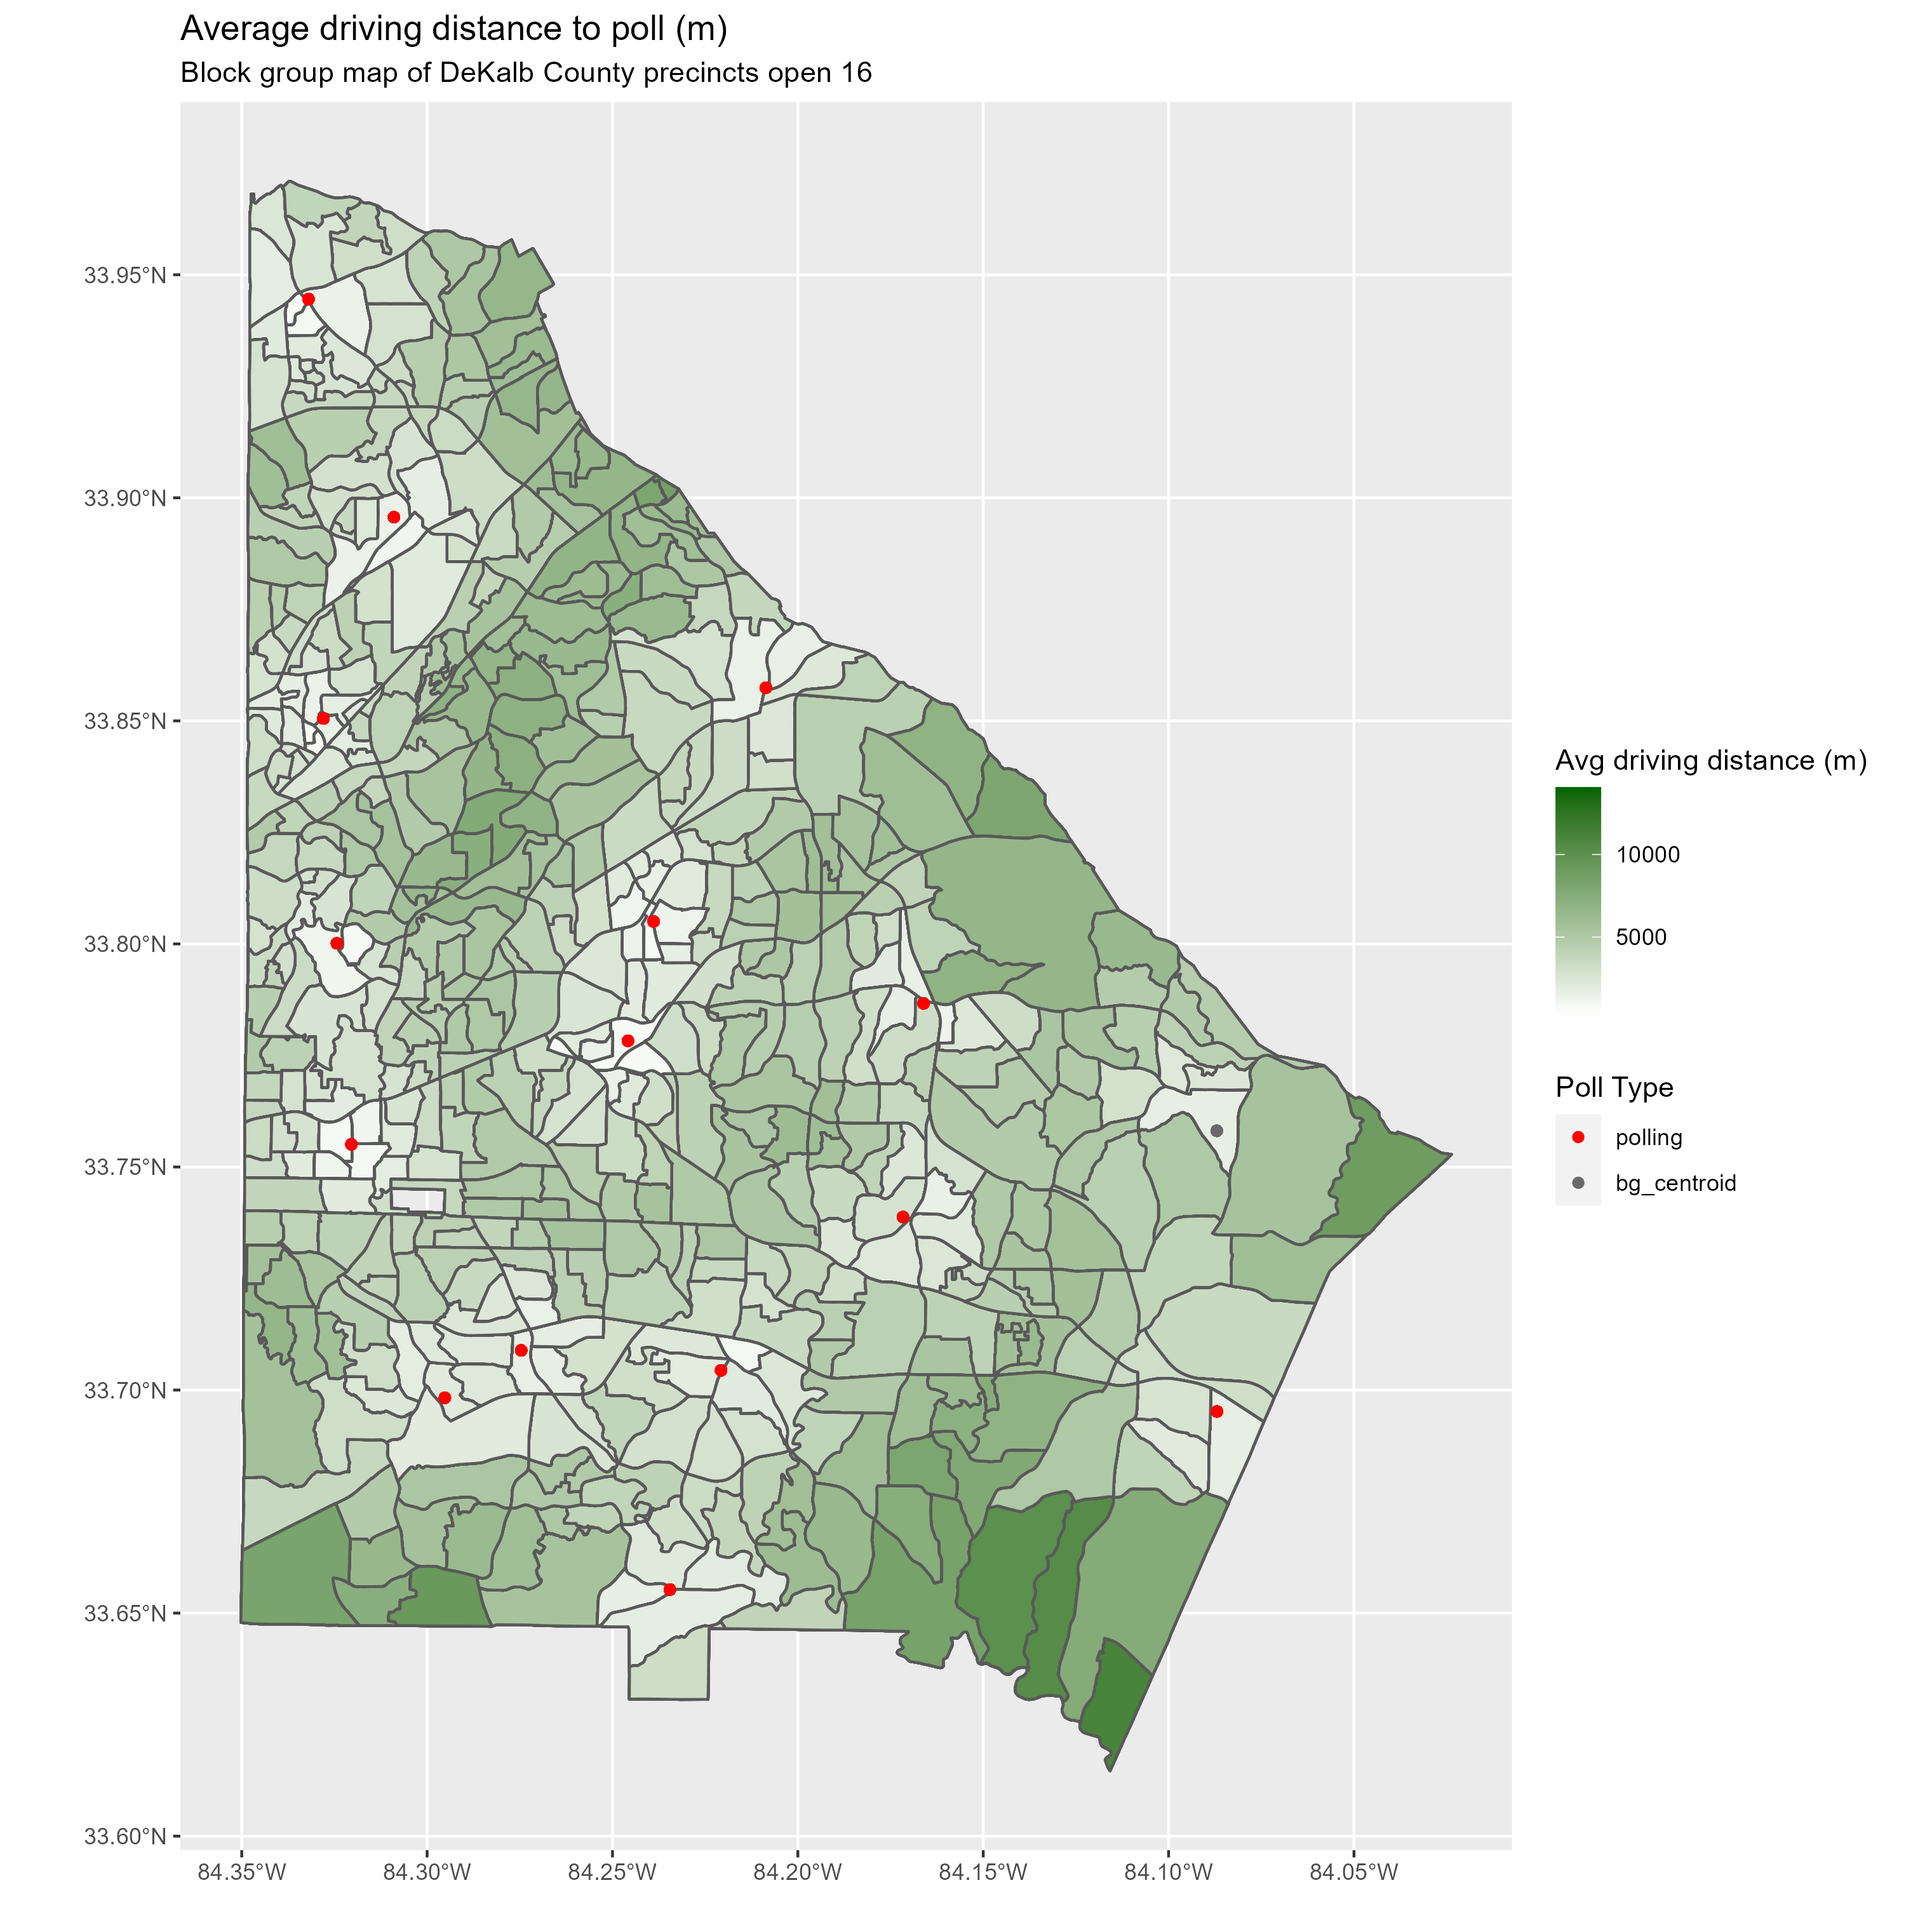 Average driving distance to poll (m)
Block group map of DeKalb County precincts open 16
33.95°N
33.90°N
33.85°N
33.80°N
33.75°N
33.70°N
33.65°N
33.60°N
84.35°W
84.30°W
84.25°W
84.20°W
84.15°W
84.10°W
84.05°W
Avg driving distance (m)
10000
5000
Poll Type
polling
bg_centroid